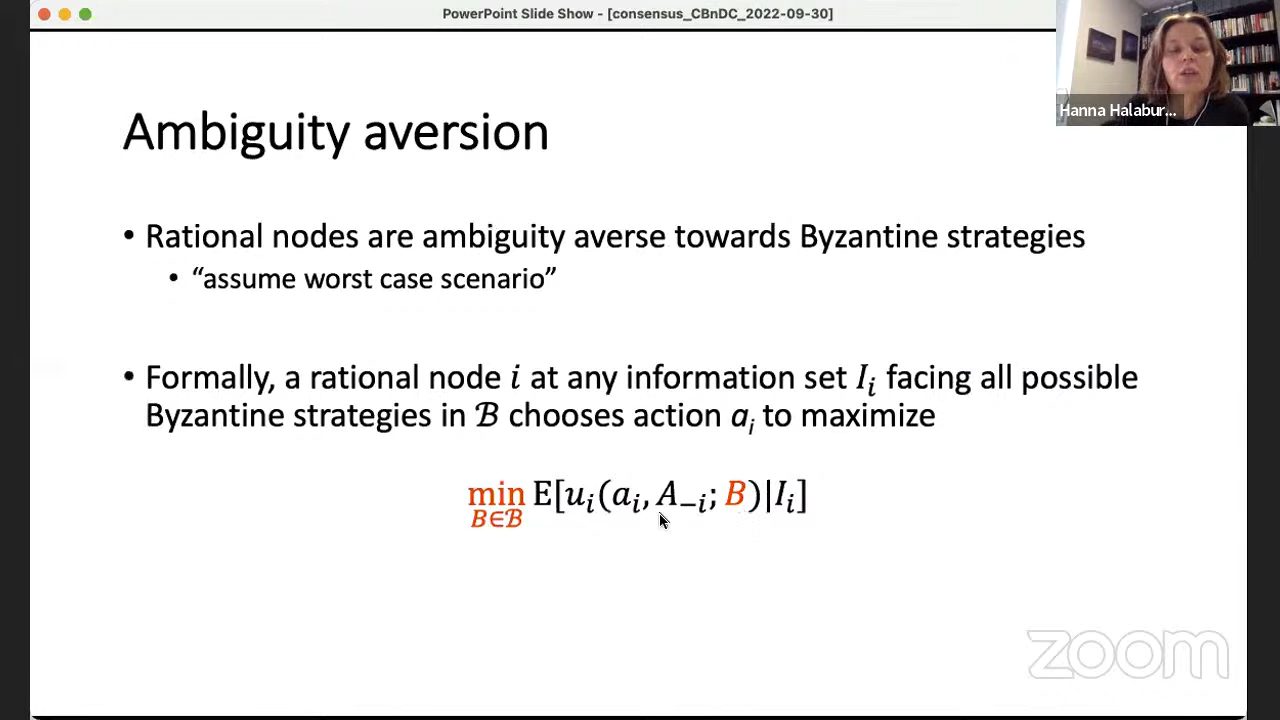 PowerPoint Slide Show - [consensus_CBnDC_2022-09-30]
Hanna Halabur...
Ambiguity aversion
• Rational nodes are ambiguity averse towards Byzantine strategies
• “assume worst case scenario”
• Formally, a rational node 𝑖 at any information set 𝐼ᵢ facing all possible
Byzantine strategies in ℬ chooses action aᵢ to maximize
min E[𝑢ᵢ(𝑎ᵢ, 𝐴₋ᵢ; 𝐵)|𝐼ᵢ]
𝐵∈ℬ
zoom